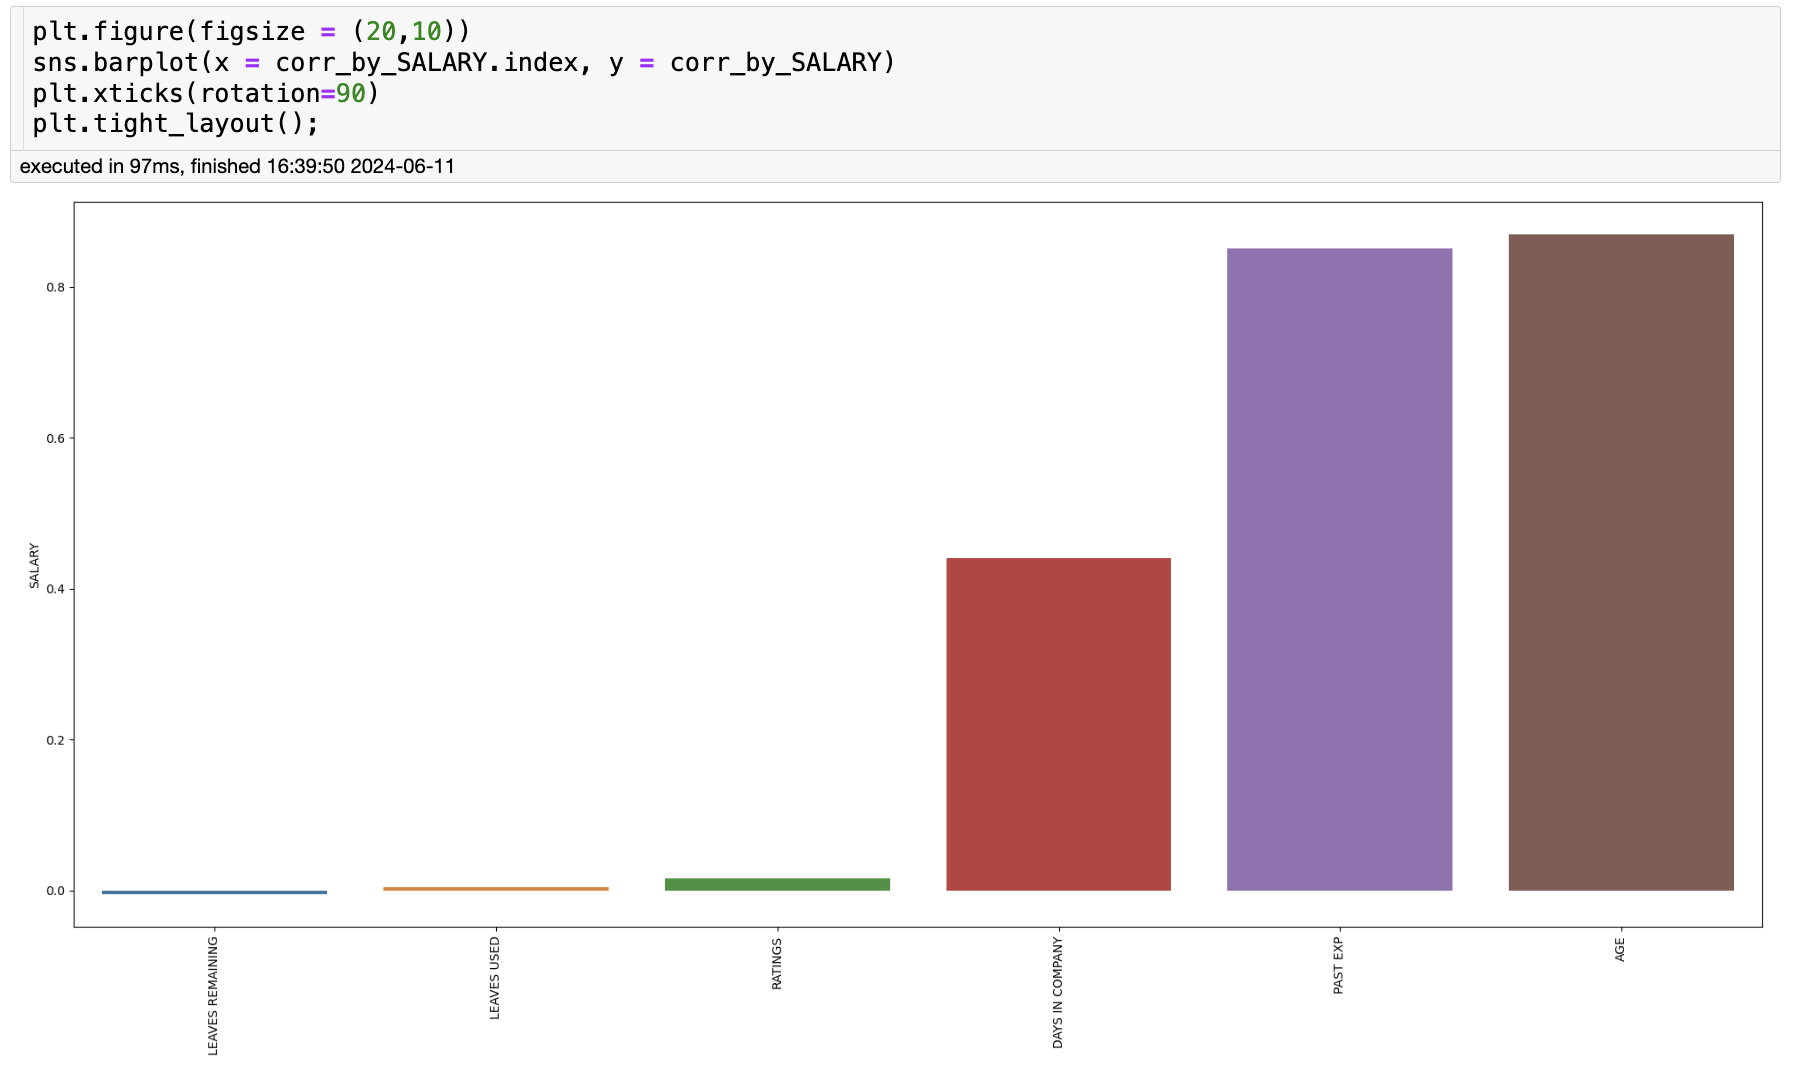 plt.figure(figsize = (20,10))
sns.barplot(x = corr_by_SALARY.index, y = corr_by_SALARY)
plt.xticks(rotation=90)
plt.tight_layout();
executed in 97ms, finished 16:39:50 2024-06-11
0.8
0.6
0.4
0.2
0.0
SALARY
LEAVES REMAINING
LEAVES USED
RATINGS
DAYS IN COMPANY
PAST EXP
AGE